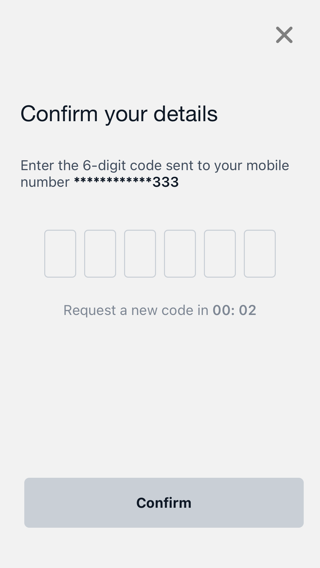 Confirm your details
Enter the 6-digit code sent to your mobile
number ************333
Request a new code in 00: 02
Confirm